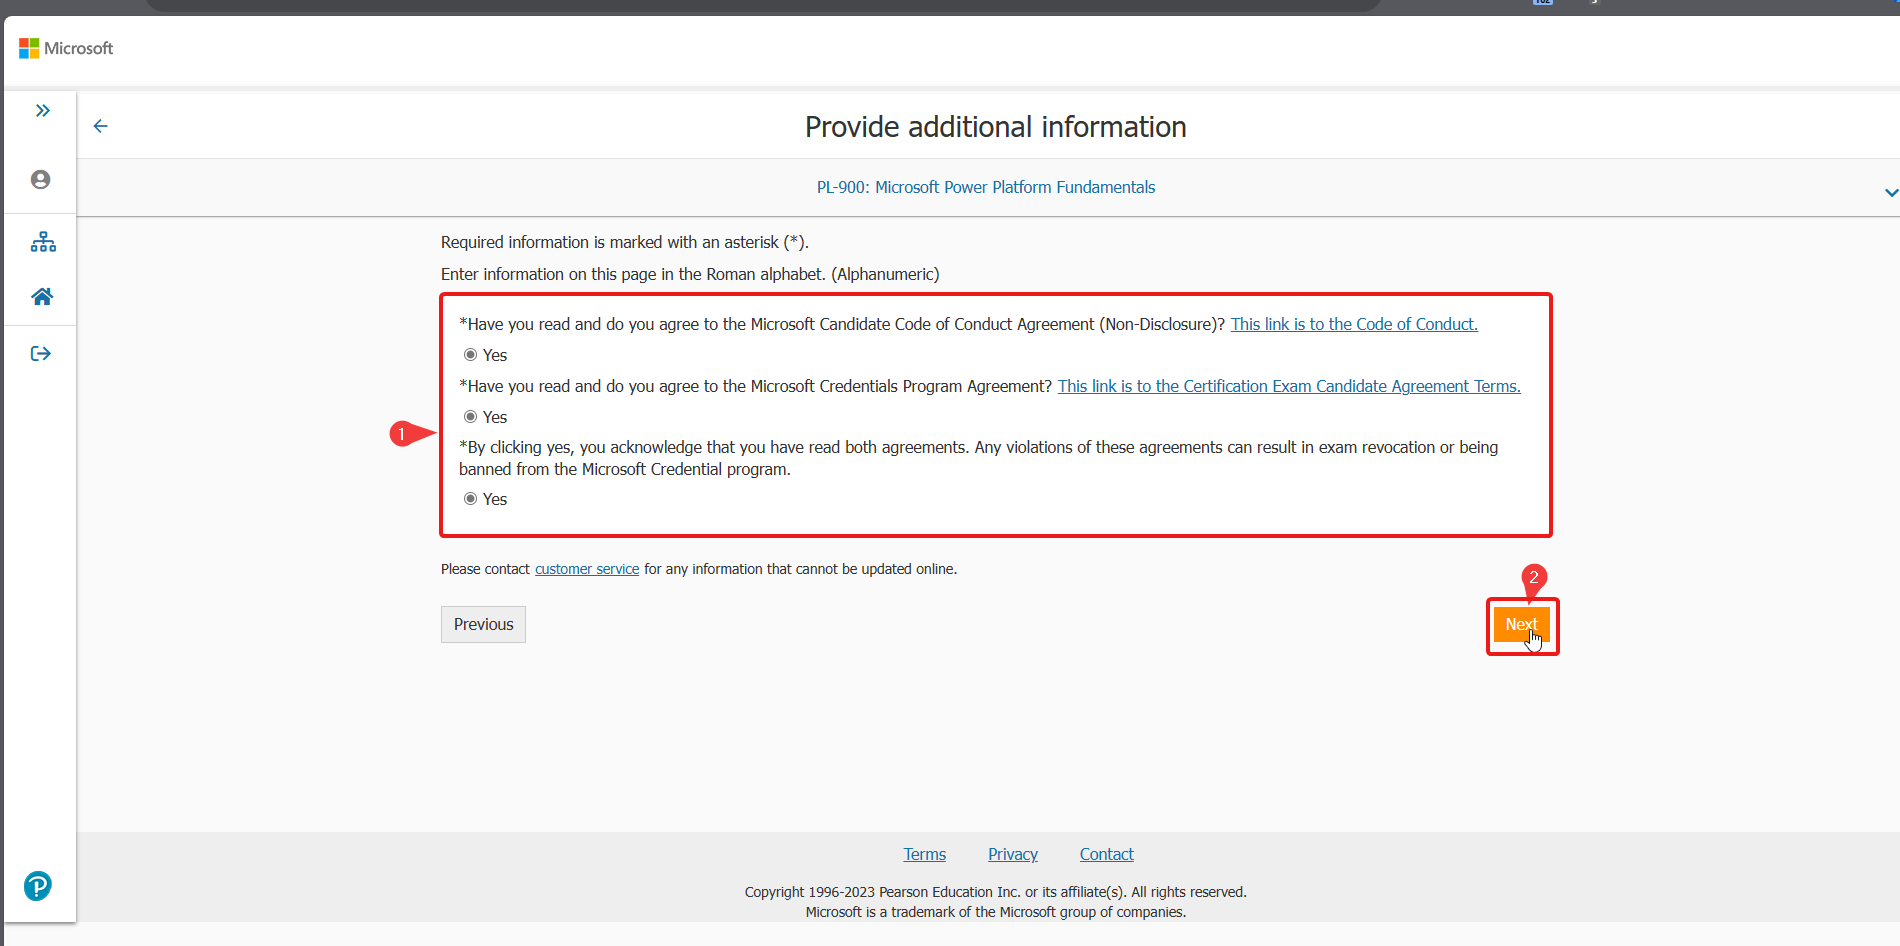 Microsoft
Provide additional information
PL-900: Microsoft Power Platform Fundamentals
Required information is marked with an asterisk (*).
Enter information on this page in the Roman alphabet. (Alphanumeric)
*Have you read and do you agree to the Microsoft Candidate Code of Conduct Agreement (Non-Disclosure)? This link is to the Code of Conduct.
Yes
*Have you read and do you agree to the Microsoft Credentials Program Agreement? This link is to the Certification Exam Candidate Agreement Terms.
Yes
1
*By clicking yes, you acknowledge that you have read both agreements. Any violations of these agreements can result in exam revocation or being
banned from the Microsoft Credential program.
Yes
Please contact customer service for any information that cannot be updated online.
2
Previous
Next
Terms Privacy Contact
Copyright 1996-2023 Pearson Education Inc. or its affiliate(s). All rights reserved.
Microsoft is a trademark of the Microsoft group of companies.